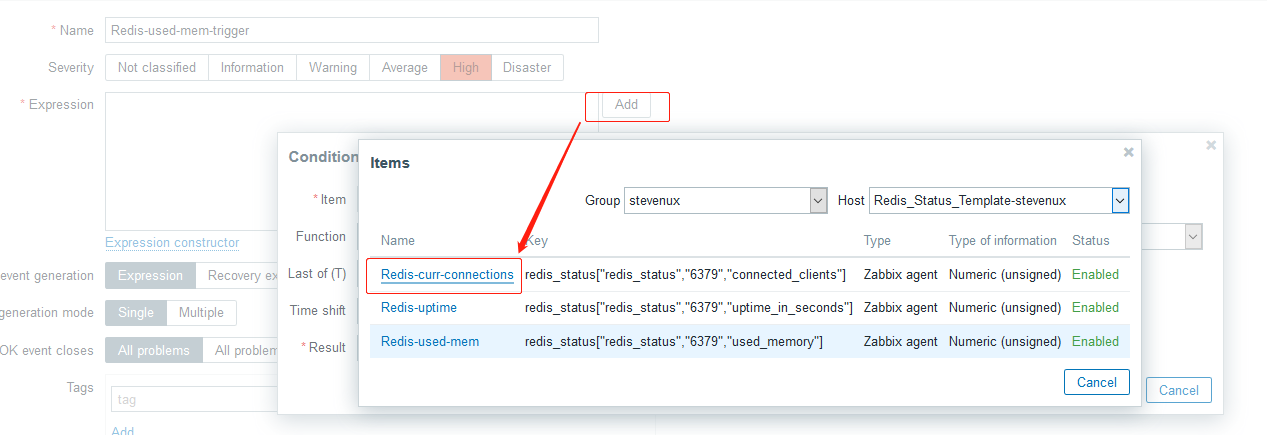 * Name Redis-used-mem-trigger
Severity Not classified Information Warning Average High Disaster
* Expression Add
Condition
Items
Group stevenux Host Redis_Status_Template-stevenux
* Item
Function
Name Key Type Type of information Status
Expression constructor
event generation Expression Recovery ex
Last of (T)
Redis-curr-connections redis_status["redis_status","6379","connected_clients"] Zabbix agent Numeric (unsigned) Enabled
generation mode Single Multiple
Time shift
Redis-uptime redis_status["redis_status","6379","uptime_in_seconds"] Zabbix agent Numeric (unsigned) Enabled
OK event closes All problems All problem
* Result
Redis-used-mem redis_status["redis_status","6379","used_memory"] Zabbix agent Numeric (unsigned) Enabled
Tags
tag
Cancel
Cancel
Add